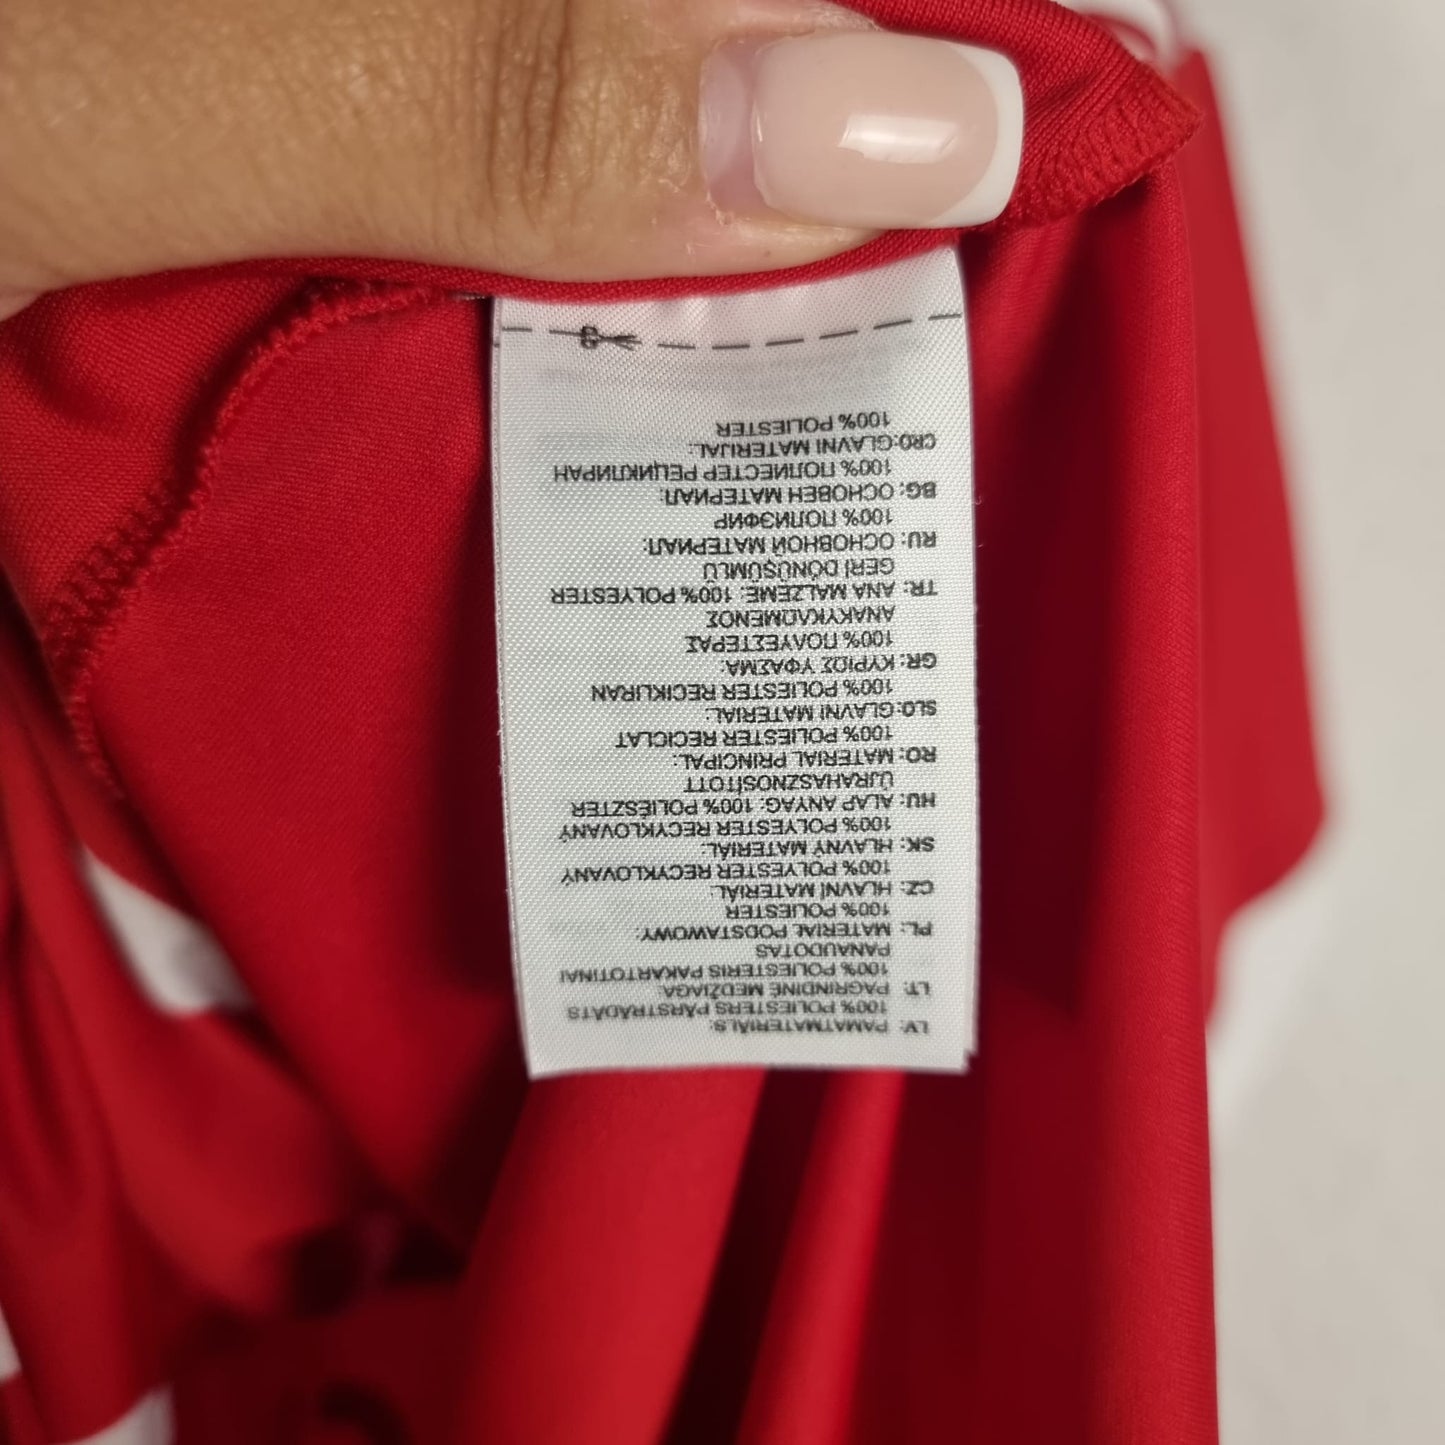 LV: PAMATMATERIĀLS:
100% POLIESTERS PĀRSTRĀDĀTS
LT: PAGRINDINĖ MEDŽIAGA:
100% POLIESTERIS PAKARTOTINAI
PANAUDOTAS
PL: MATERIAŁ PODSTAWOWY:
100% POLIESTER
CZ: HLAVNÍ MATERIÁL:
100% POLYESTER RECYKLOVANÝ
SK: HLAVNÝ MATERIÁL:
100% POLYESTER RECYKLOVANÝ
HU: ALAP ANYAG: 100% POLIÉSZTER
ÚJRAHASZNOSÍTOTT
RO: MATERIAL PRINCIPAL:
100% POLIESTER RECICLAT
SLO:GLAVNI MATERIAL:
100% POLIESTER RECIKLIRAN
GR: ΚΥΡΙΟΣ ΥΦΑΣΜΑ:
100% ΠΟΛΥΕΣΤΕΡΑΣ
ΑΝΑΚΥΚΛΩΜΕΝΟΣ
TR: ANA MALZEME: 100% POLYESTER
GERİ DÖNÜŞÜMLÜ
RU: ОСНОВНОЙ МАТЕРИАЛ:
100% ПОЛИЭФИР
BG: ОСНОВЕН МАТЕРИАЛ:
100% ПОЛИЕСТЕР РЕЦИКЛИРАН
CRO:GLAVNI MATERIJAL:
100% POLIESTER